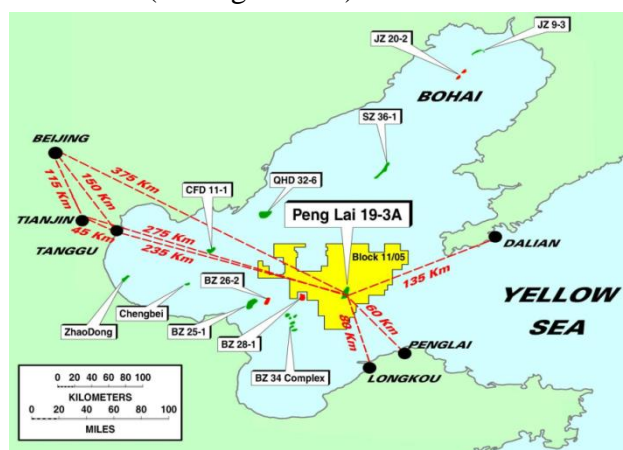 JZ 9-3
JZ 20-2
BOHAI
SZ 36-1
BEIJING
375 Km
150 Km
115 Km
CFD 11-1
QHD 32-6
Peng Lai 19-3A
TIANJIN
45 Km
275 Km
235 Km
TANGGU
Block 11/05
DALIAN
135 Km
BZ 26-2
Chengbei
ZhaoDong
BZ 25-1
BZ 28-1
YELLOW
SEA
60 Km
80 Km
PENGLAI
LONGKOU
BZ 34 Complex
0 20 40 60 80 100
KILOMETERS
0 20 40 60 80 100
MILES